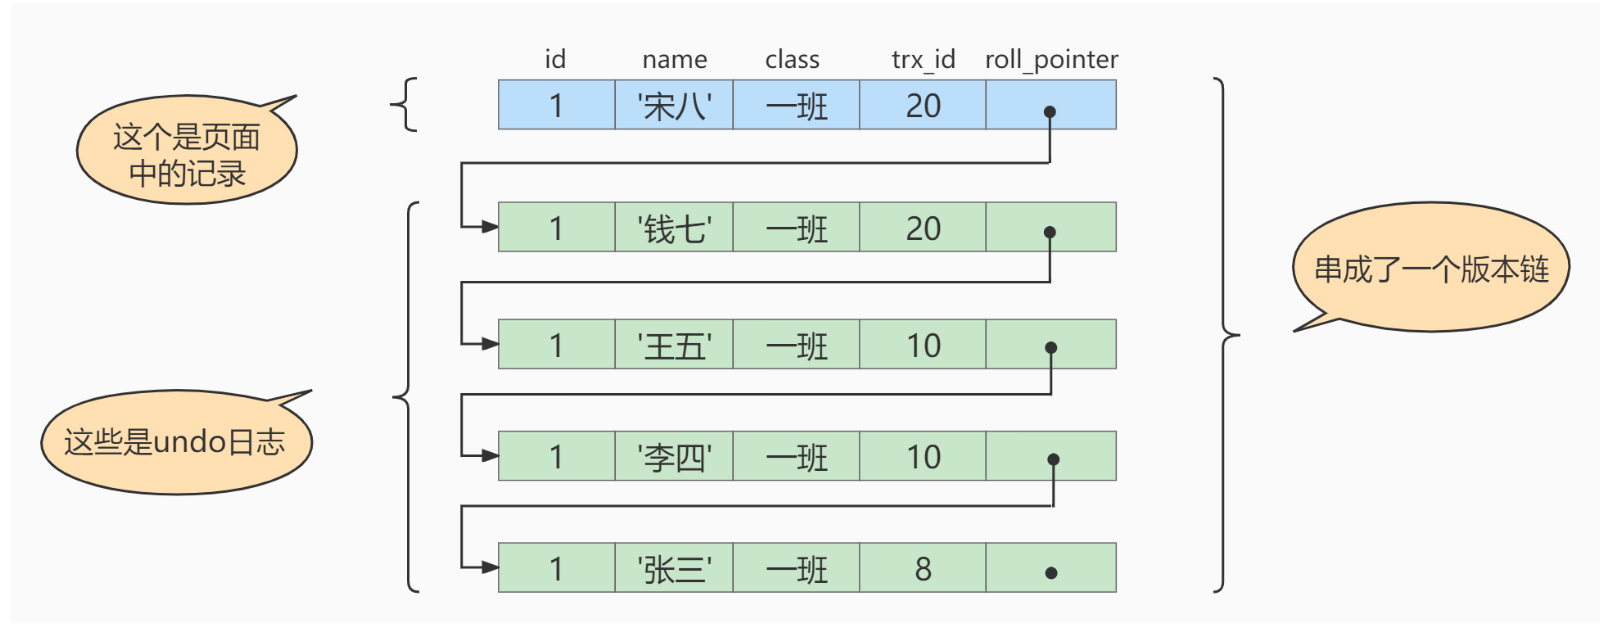 id name class trx_id roll_pointer
1 '宋八' 一班 20
这个是页面
中的记录
1 '钱七' 一班 20
串成了一个版本链
1 '王五' 一班 10
这些是undo日志
1 '李四' 一班 10
1 '张三' 一班 8